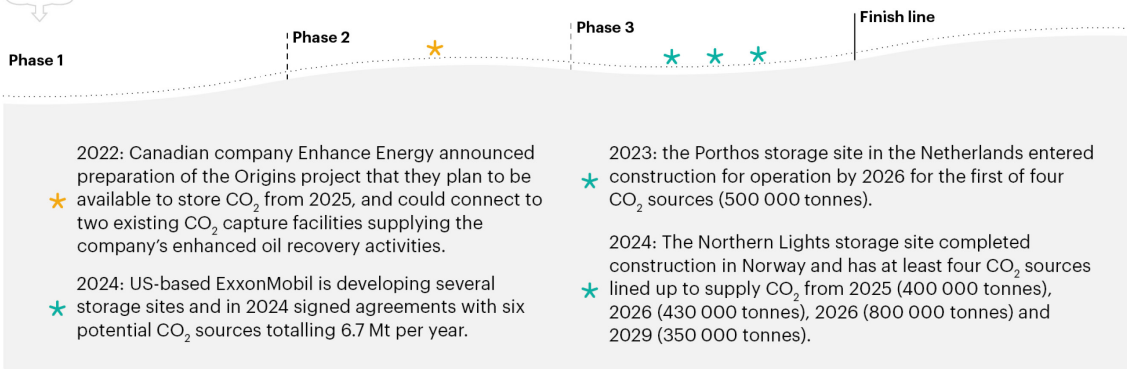 Phase 1
Phase 2
Phase 3
Finish line
2022: Canadian company Enhance Energy announced
preparation of the Origins project that they plan to be
available to store CO₂ from 2025, and could connect to
two existing CO₂ capture facilities supplying the
company’s enhanced oil recovery activities.
2024: US-based ExxonMobil is developing several
storage sites and in 2024 signed agreements with six
potential CO₂ sources totalling 6.7 Mt per year.
2023: the Porthos storage site in the Netherlands entered
construction for operation by 2026 for the first of four
CO₂ sources (500 000 tonnes).
2024: The Northern Lights storage site completed
construction in Norway and has at least four CO₂ sources
lined up to supply CO₂ from 2025 (400 000 tonnes),
2026 (430 000 tonnes), 2026 (800 000 tonnes) and
2029 (350 000 tonnes).